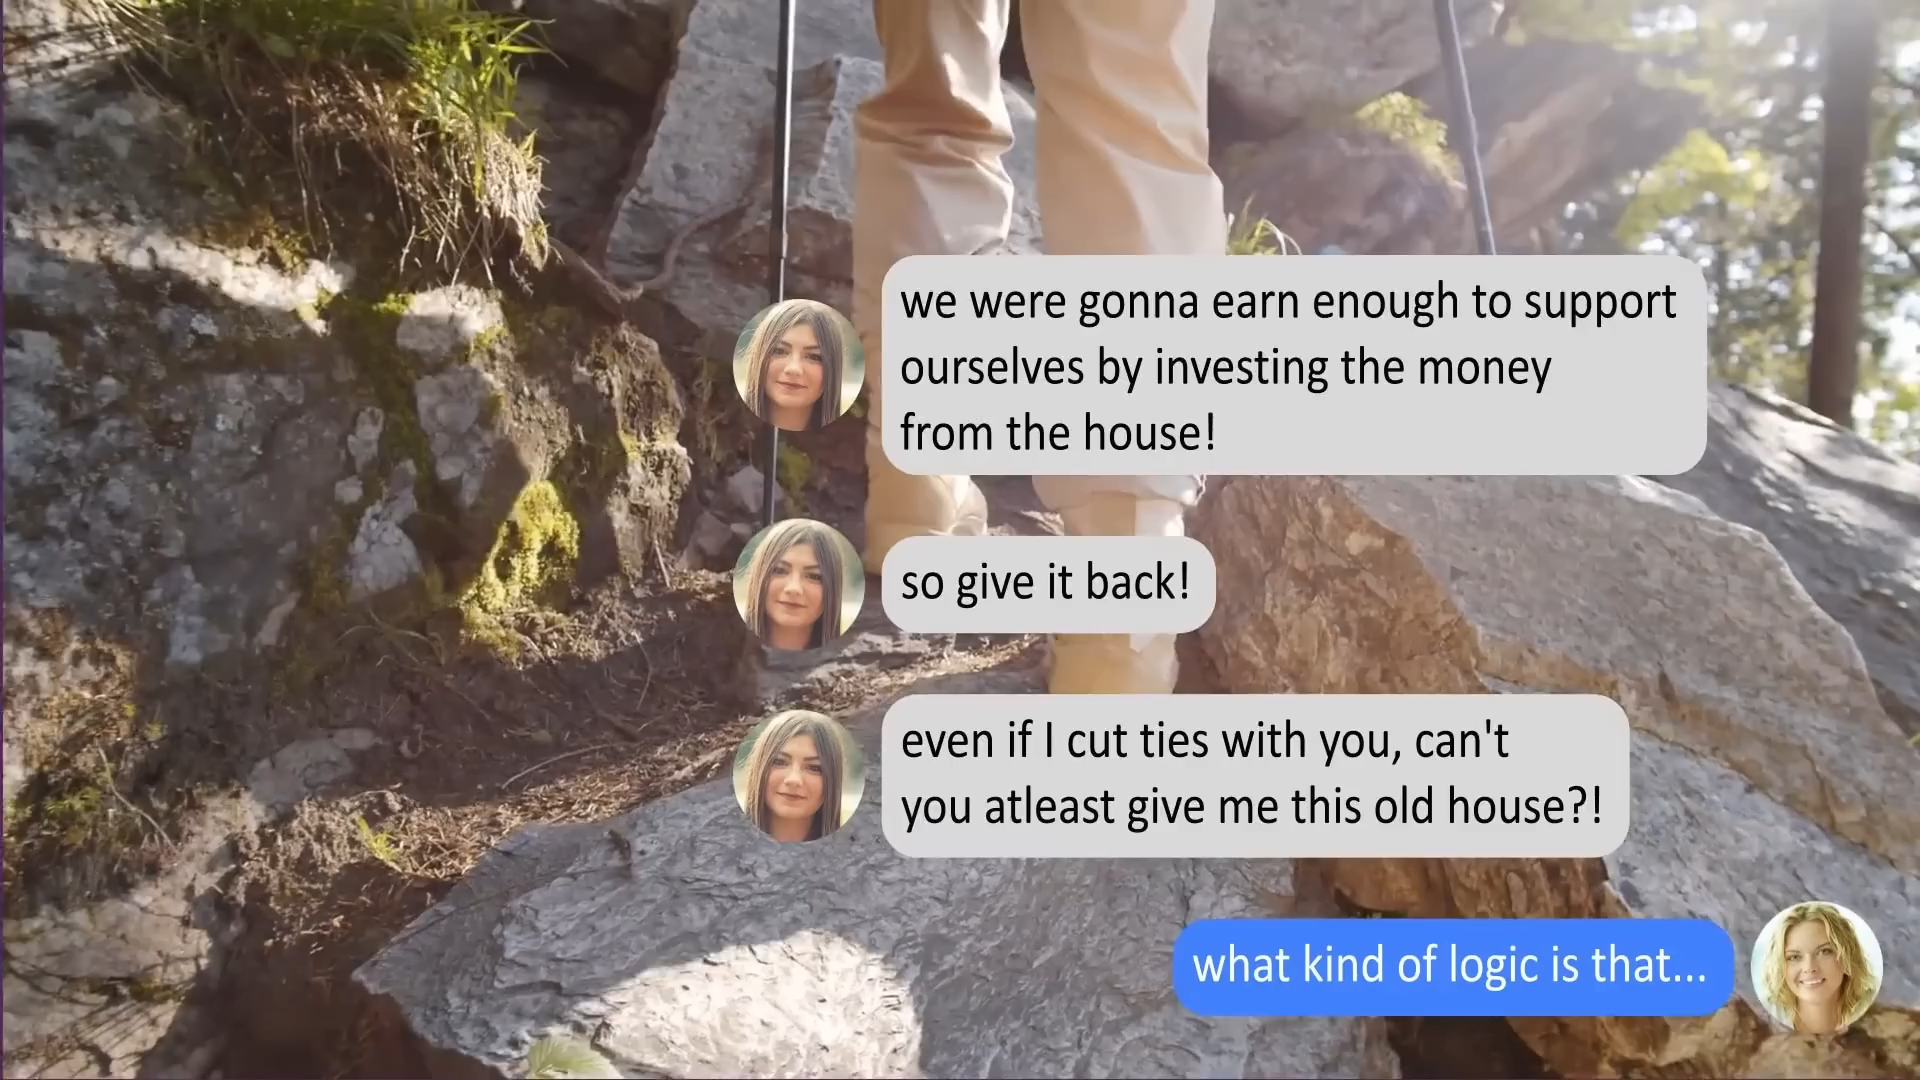 we were gonna earn enough to support
ourselves by investing the money
from the house!
so give it back!
even if I cut ties with you, can't
you atleast give me this old house?!
what kind of logic is that...